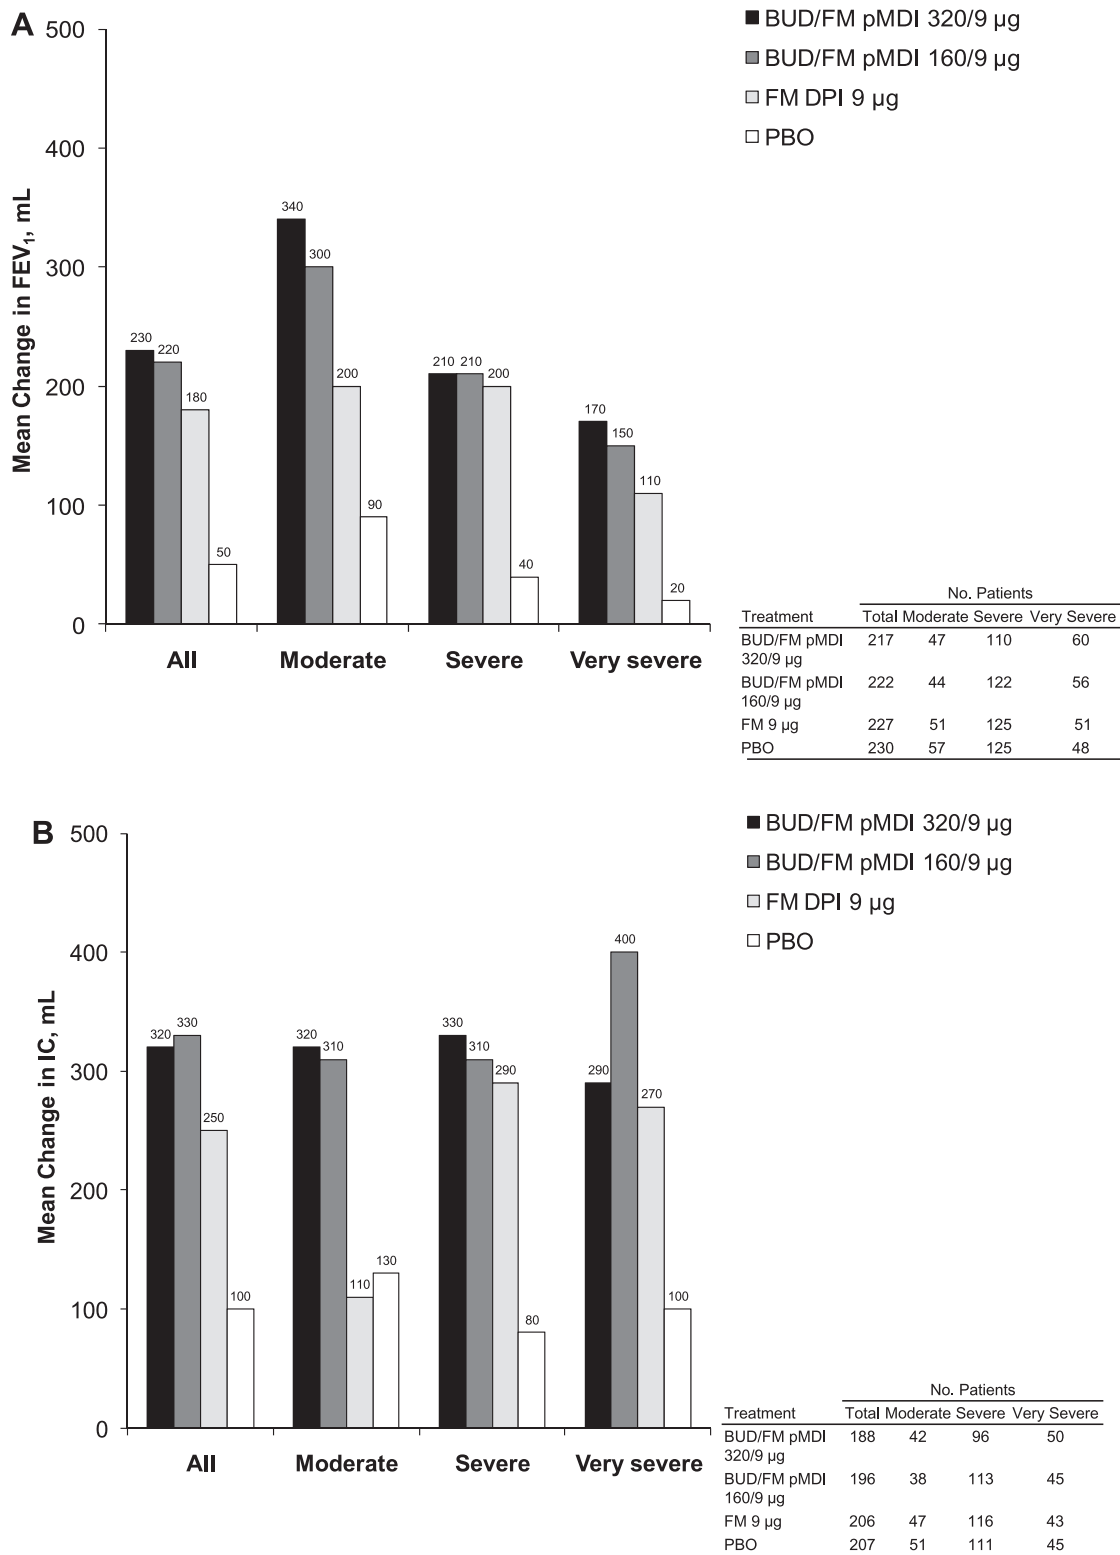 A
500
400
300
200
100
0
Mean Change in FEV1, mL
230
220
180
50
340
300
200
90
210
210
200
40
170
150
110
20
All
Moderate
Severe
Very severe
BUD/FM pMDI 320/9 µg
BUD/FM pMDI 160/9 µg
FM DPI 9 µg
PBO
No. Patients
Treatment Total Moderate Severe Very Severe
BUD/FM pMDI 217 47 110 60
320/9 µg
BUD/FM pMDI 222 44 122 56
160/9 µg
FM 9 µg 227 51 125 51
PBO 230 57 125 48
B
500
400
300
200
100
0
Mean Change in IC, mL
320
330
250
100
320
310
110
130
330
310
290
80
290
400
270
100
All
Moderate
Severe
Very severe
BUD/FM pMDI 320/9 µg
BUD/FM pMDI 160/9 µg
FM DPI 9 µg
PBO
No. Patients
Treatment Total Moderate Severe Very Severe
BUD/FM pMDI 188 42 96 50
320/9 µg
BUD/FM pMDI 196 38 113 45
160/9 µg
FM 9 µg 206 47 116 43
PBO 207 51 111 45